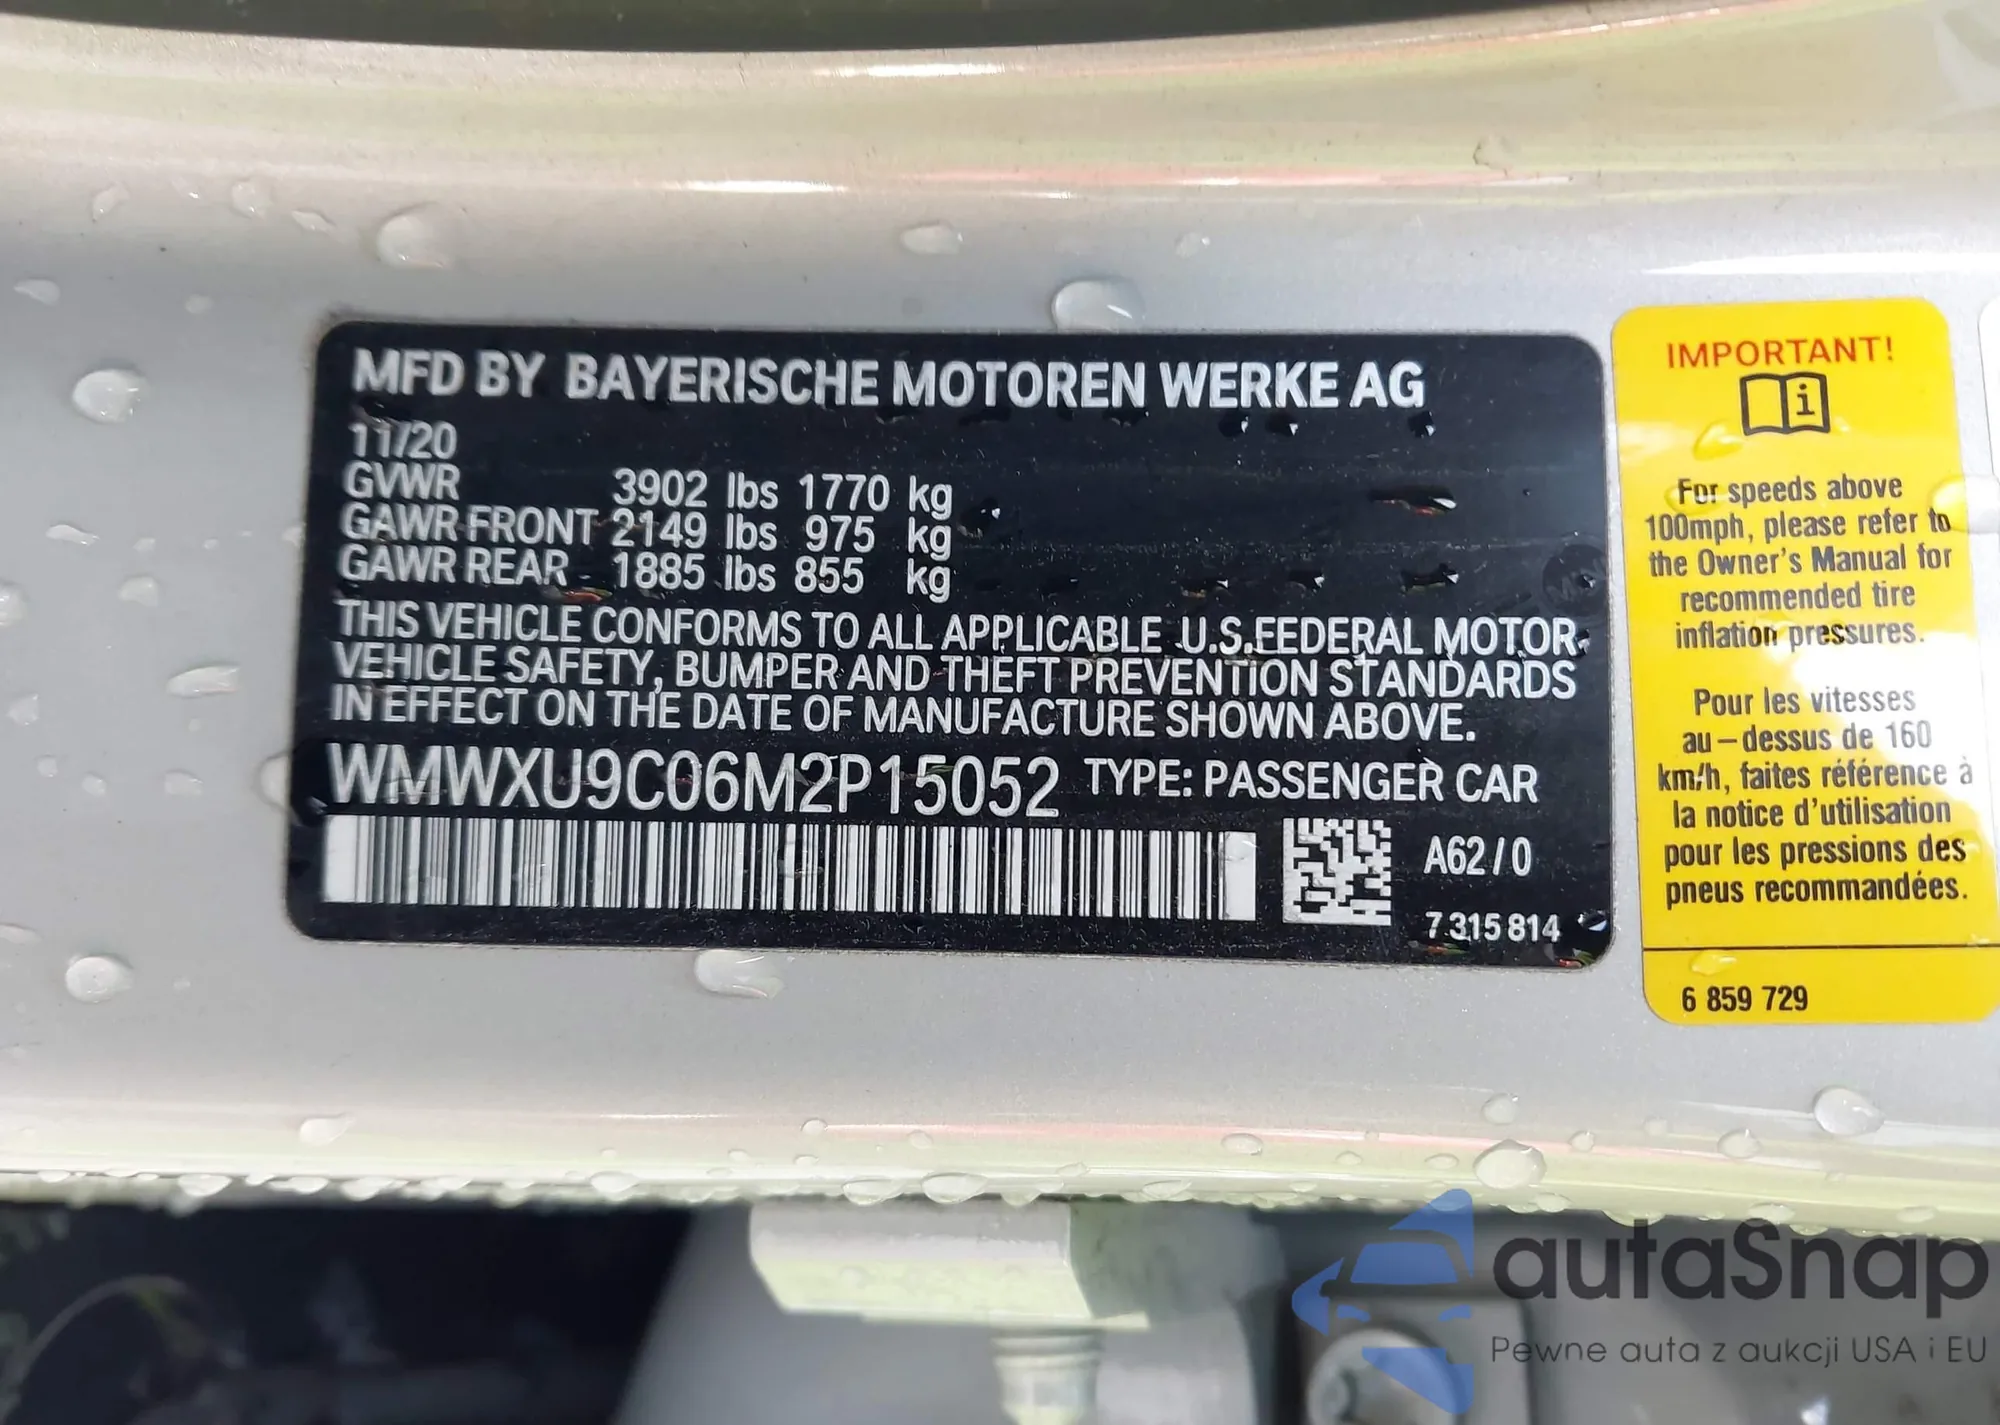 MFD BY BAYERISCHE MOTOREN WERKE AG
11/20
GVWR 3902 lbs 1770 kg
GAWR FRONT 2149 lbs 975 kg
GAWR REAR 1885 lbs 855 kg
THIS VEHICLE CONFORMS TO ALL APPLICABLE U.S.FEDERAL MOTOR
VEHICLE SAFETY, BUMPER AND THEFT PREVENTION STANDARDS
IN EFFECT ON THE DATE OF MANUFACTURE SHOWN ABOVE.
WMWXU9C06M2P15052 TYPE: PASSENGER CAR
A62/0
7 315 814
IMPORTANT!
i
For speeds above
100mph, please refer to
the Owner's Manual for
recommended tire
inflation pressures.
Pour les vitesses
au-dessus de 160
km/h, faites référence à
la notice d'utilisation
pour les pressions des
pneus recommandées.
6 859 729
autaSnap
Pewne auta z aukcji USA i EU